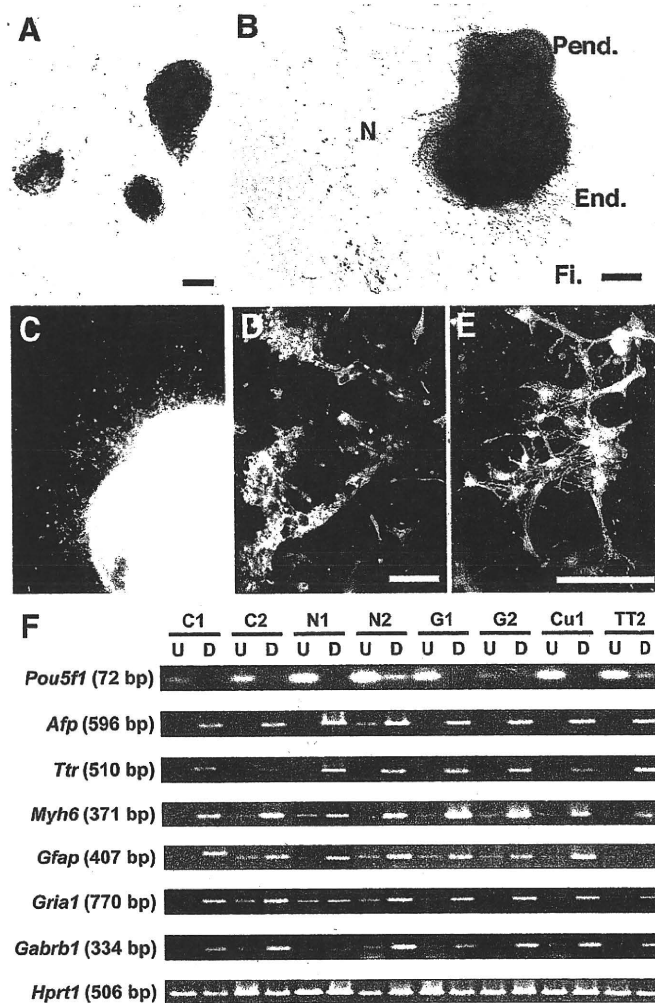 A
B
Pend.
N
End.
Fi.
C
D
E
F
C1 C2 N1 N2 G1 G2 Cu1 TT2
U D U D U D U D U D U D U D U D
Pou5f1 (72 bp)
Afp (596 bp)
Ttr (510 bp)
Myh6 (371 bp)
Gfap (407 bp)
Gria1 (770 bp)
Gabrb1 (334 bp)
Hprt1 (506 bp)